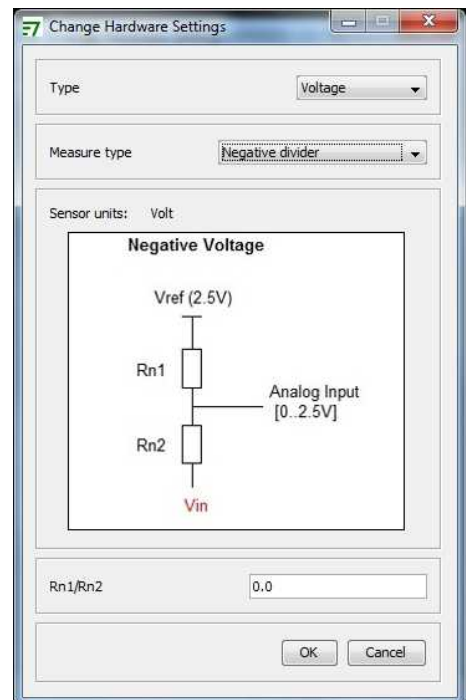 Change Hardware Settings
Type
Voltage
Measure type
Negative divider
Sensor units: Volt
Negative Voltage
Vref (2.5V)
Rn1
Analog Input
[0..2.5V]
Rn2
Vin
Rn1/Rn2
0.0
OK
Cancel